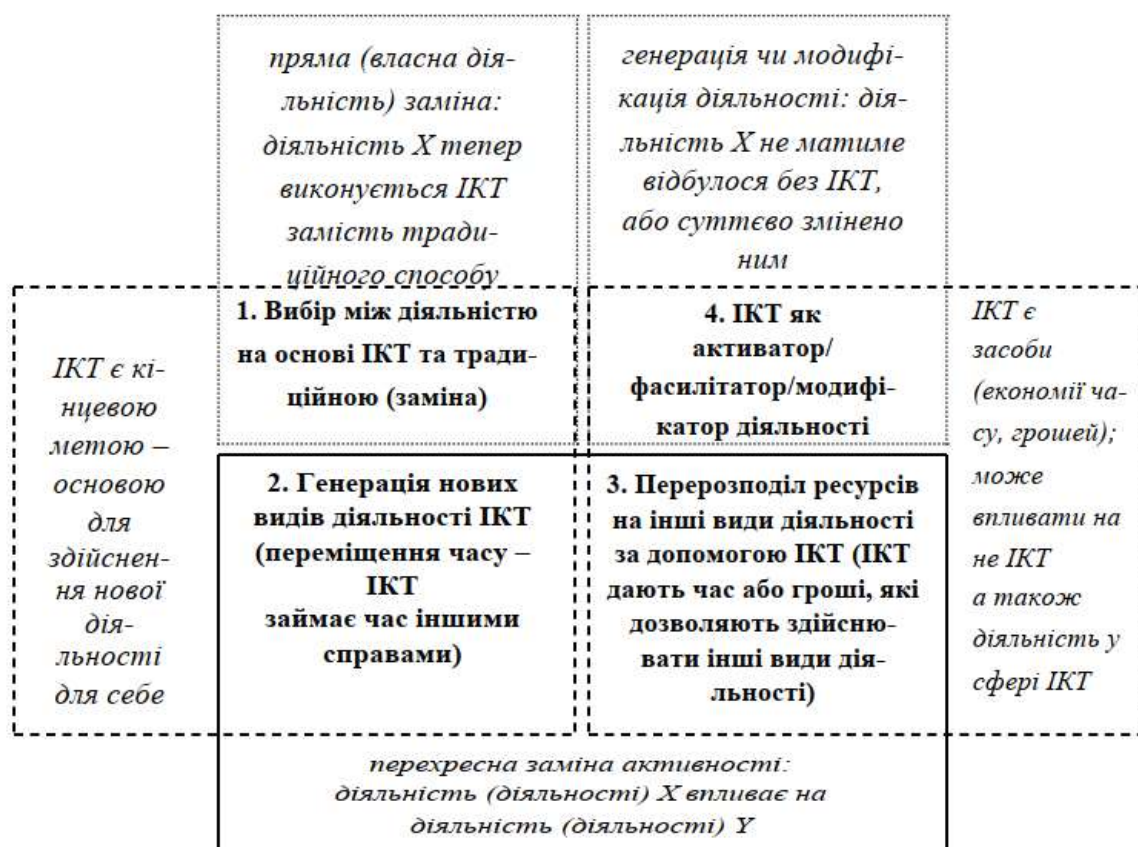 пряма (власна дія-
льність) заміна:
діяльність X тепер
виконується ІКТ
замість тради-
ційного способу
генерація чи модифі-
кація діяльності: дія-
льність X не матиме
відбулося без ІКТ,
або суттєво змінено
ним
ІКТ є кі-
нцевою
метою –
основою
для
здійснен-
ня нової
дія-
льності
для себе
1. Вибір між діяльністю
на основі ІКТ та тради-
ційною (заміна)
4. ІКТ як
активатор/
фасилітатор/модифі-
катор діяльності
ІКТ є
засоби
(економії ча-
су, грошей);
може
впливати на
не ІКТ
а також
діяльність у
сфері ІКТ
2. Генерація нових
видів діяльності ІКТ
(переміщення часу –
ІКТ
займає час іншими
справами)
3. Перерозподіл ресурсів
на інші види діяльності
за допомогою ІКТ (ІКТ
дають час або гроші, які
дозволяють здійсню-
вати інші види дія-
льності)
перехресна заміна активності:
діяльність (діяльності) X впливає на
діяльність (діяльності) Y